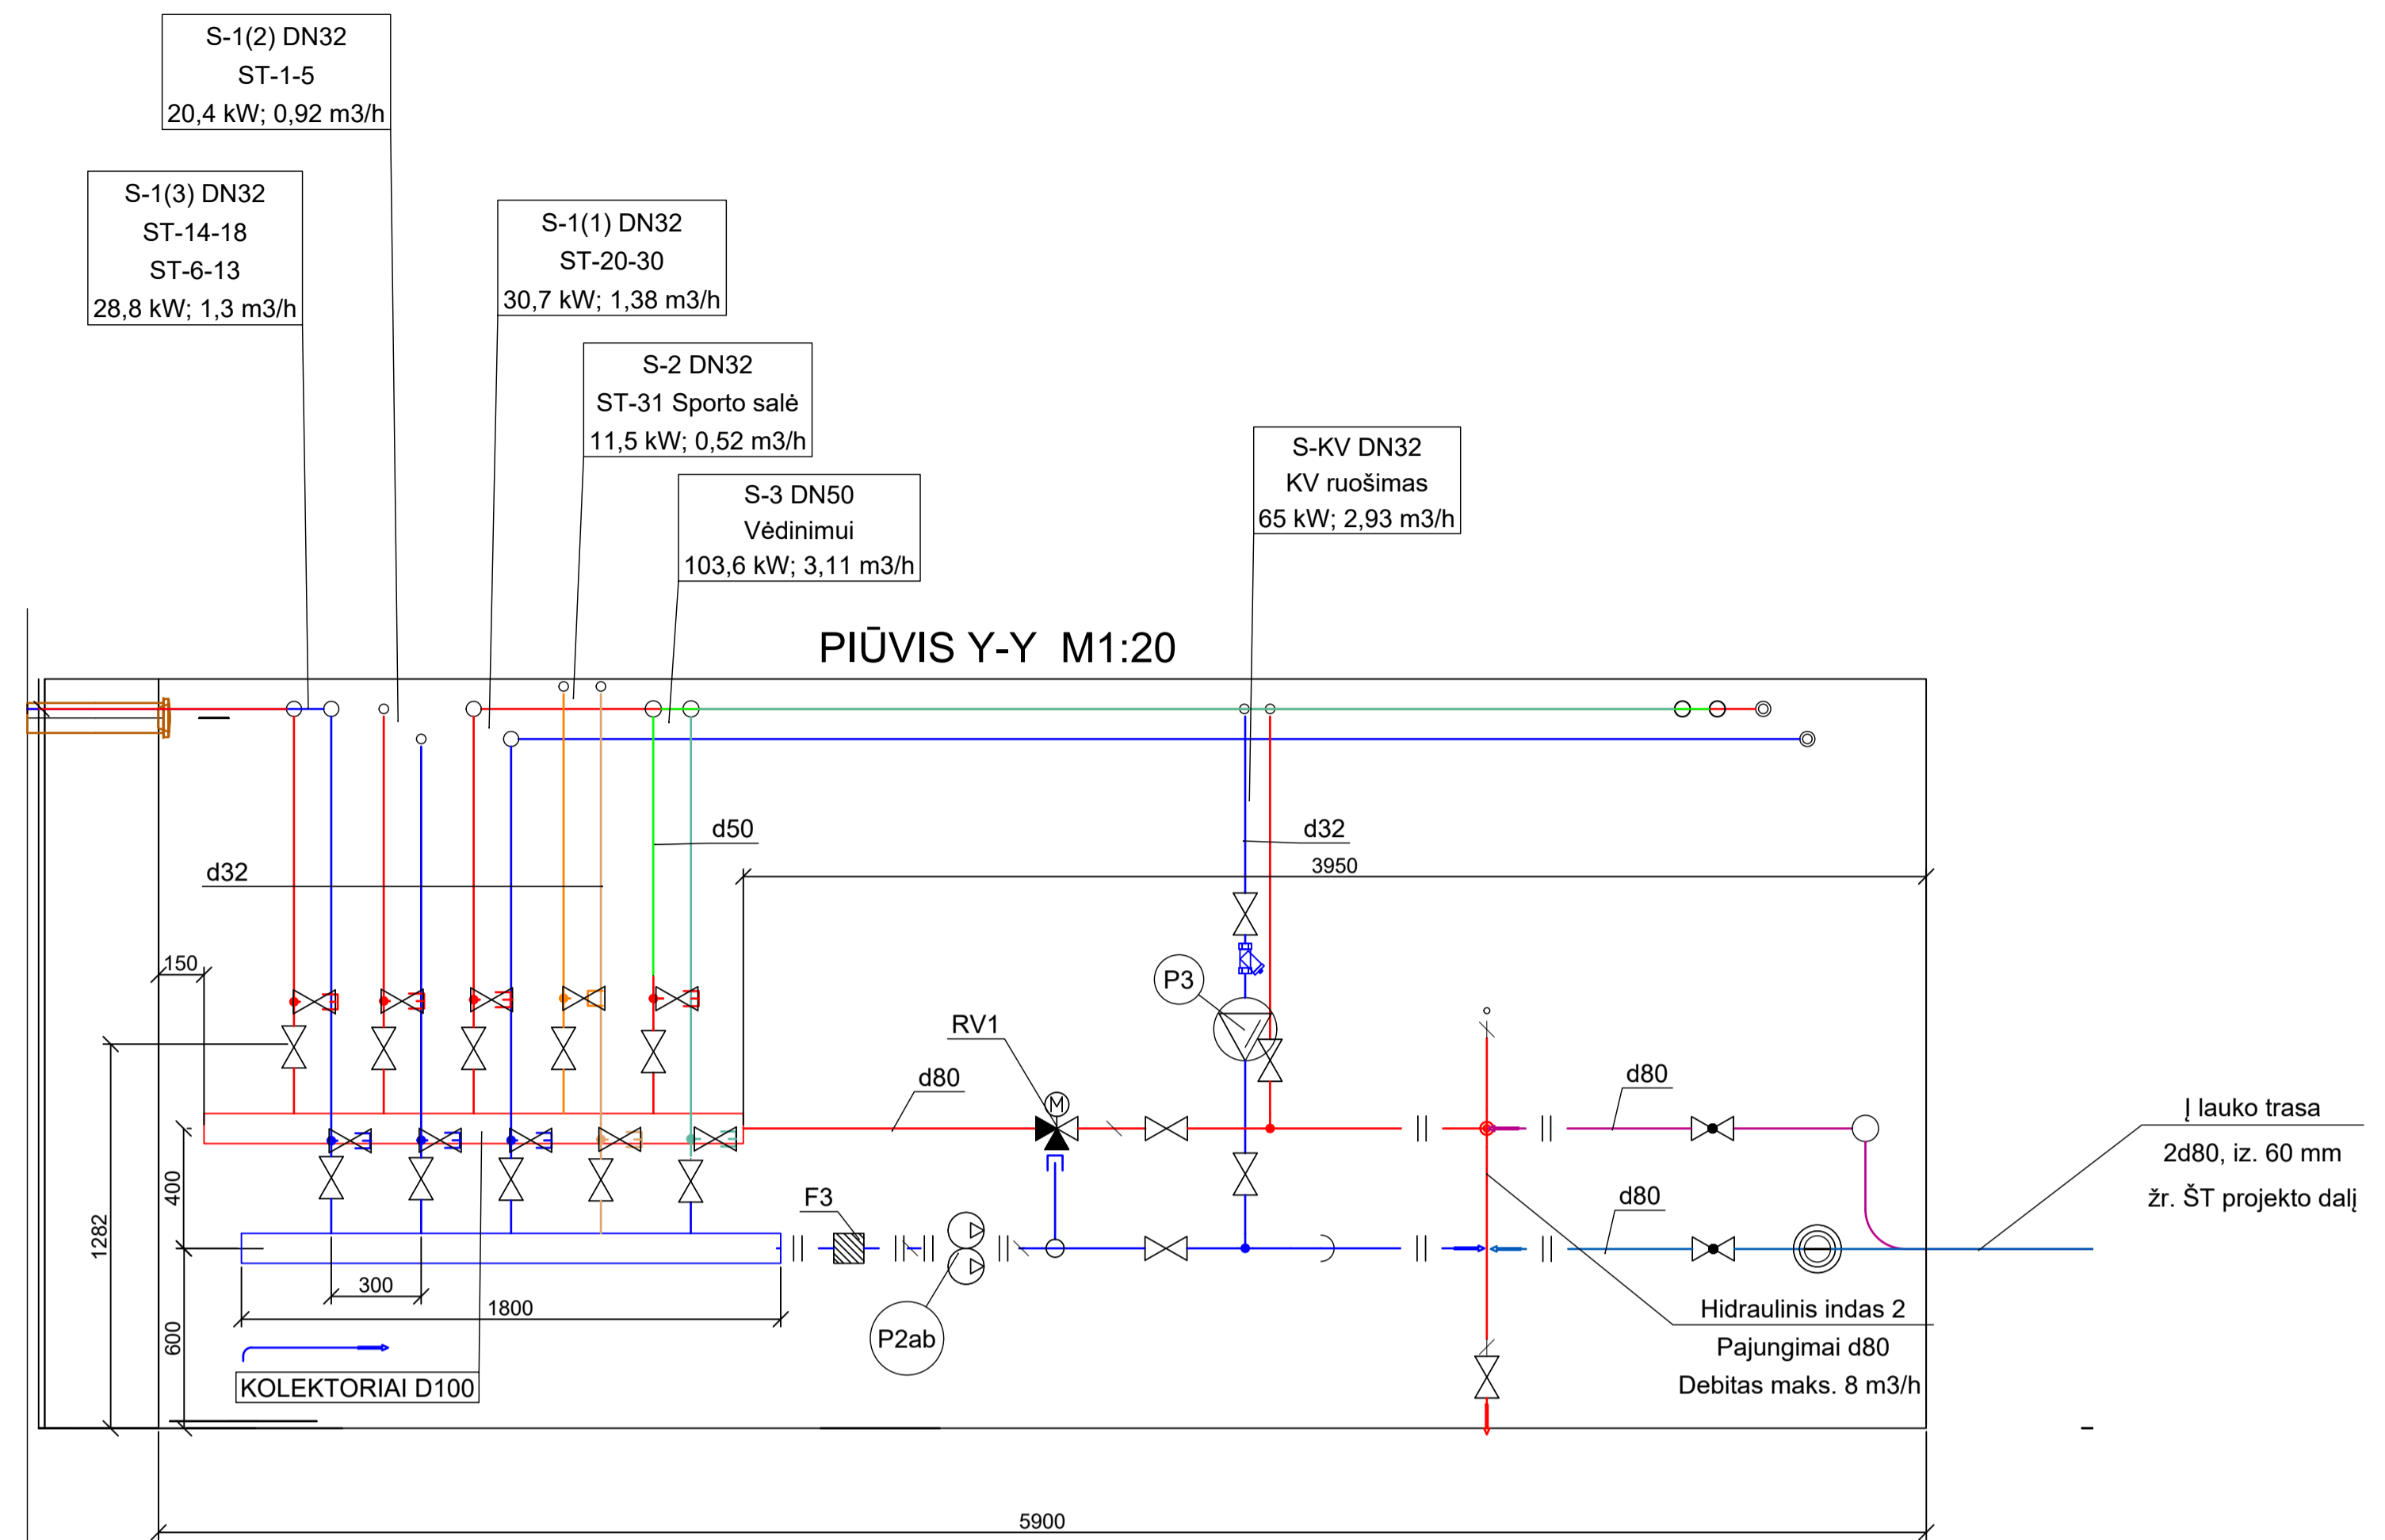 S-1(2) DN32
ST-1-5
20,4 kW; 0,92 m3/h
S-1(3) DN32
ST-14-18
ST-6-13
28,8 kW; 1,3 m3/h
S-1(1) DN32
ST-20-30
30,7 kW; 1,38 m3/h
S-2 DN32
ST-31 Sporto salė
11,5 kW; 0,52 m3/h
S-3 DN50
Vėdinimui
103,6 kW; 3,11 m3/h
S-KV DN32
KV ruošimas
65 kW; 2,93 m3/h
PIŪVIS Y-Y M1:20
d50
d32
d32
3950
150
P3
RV1
M
d80
d80
Į lauko trasa
2d80, iz. 60 mm
žr. ŠT projekto dalį
400
1282
F3
d80
300
1800
600
P2ab
KOLEKTORIAI D100
Hidraulinis indas 2
Pajungimai d80
Debitas maks. 8 m3/h
5900